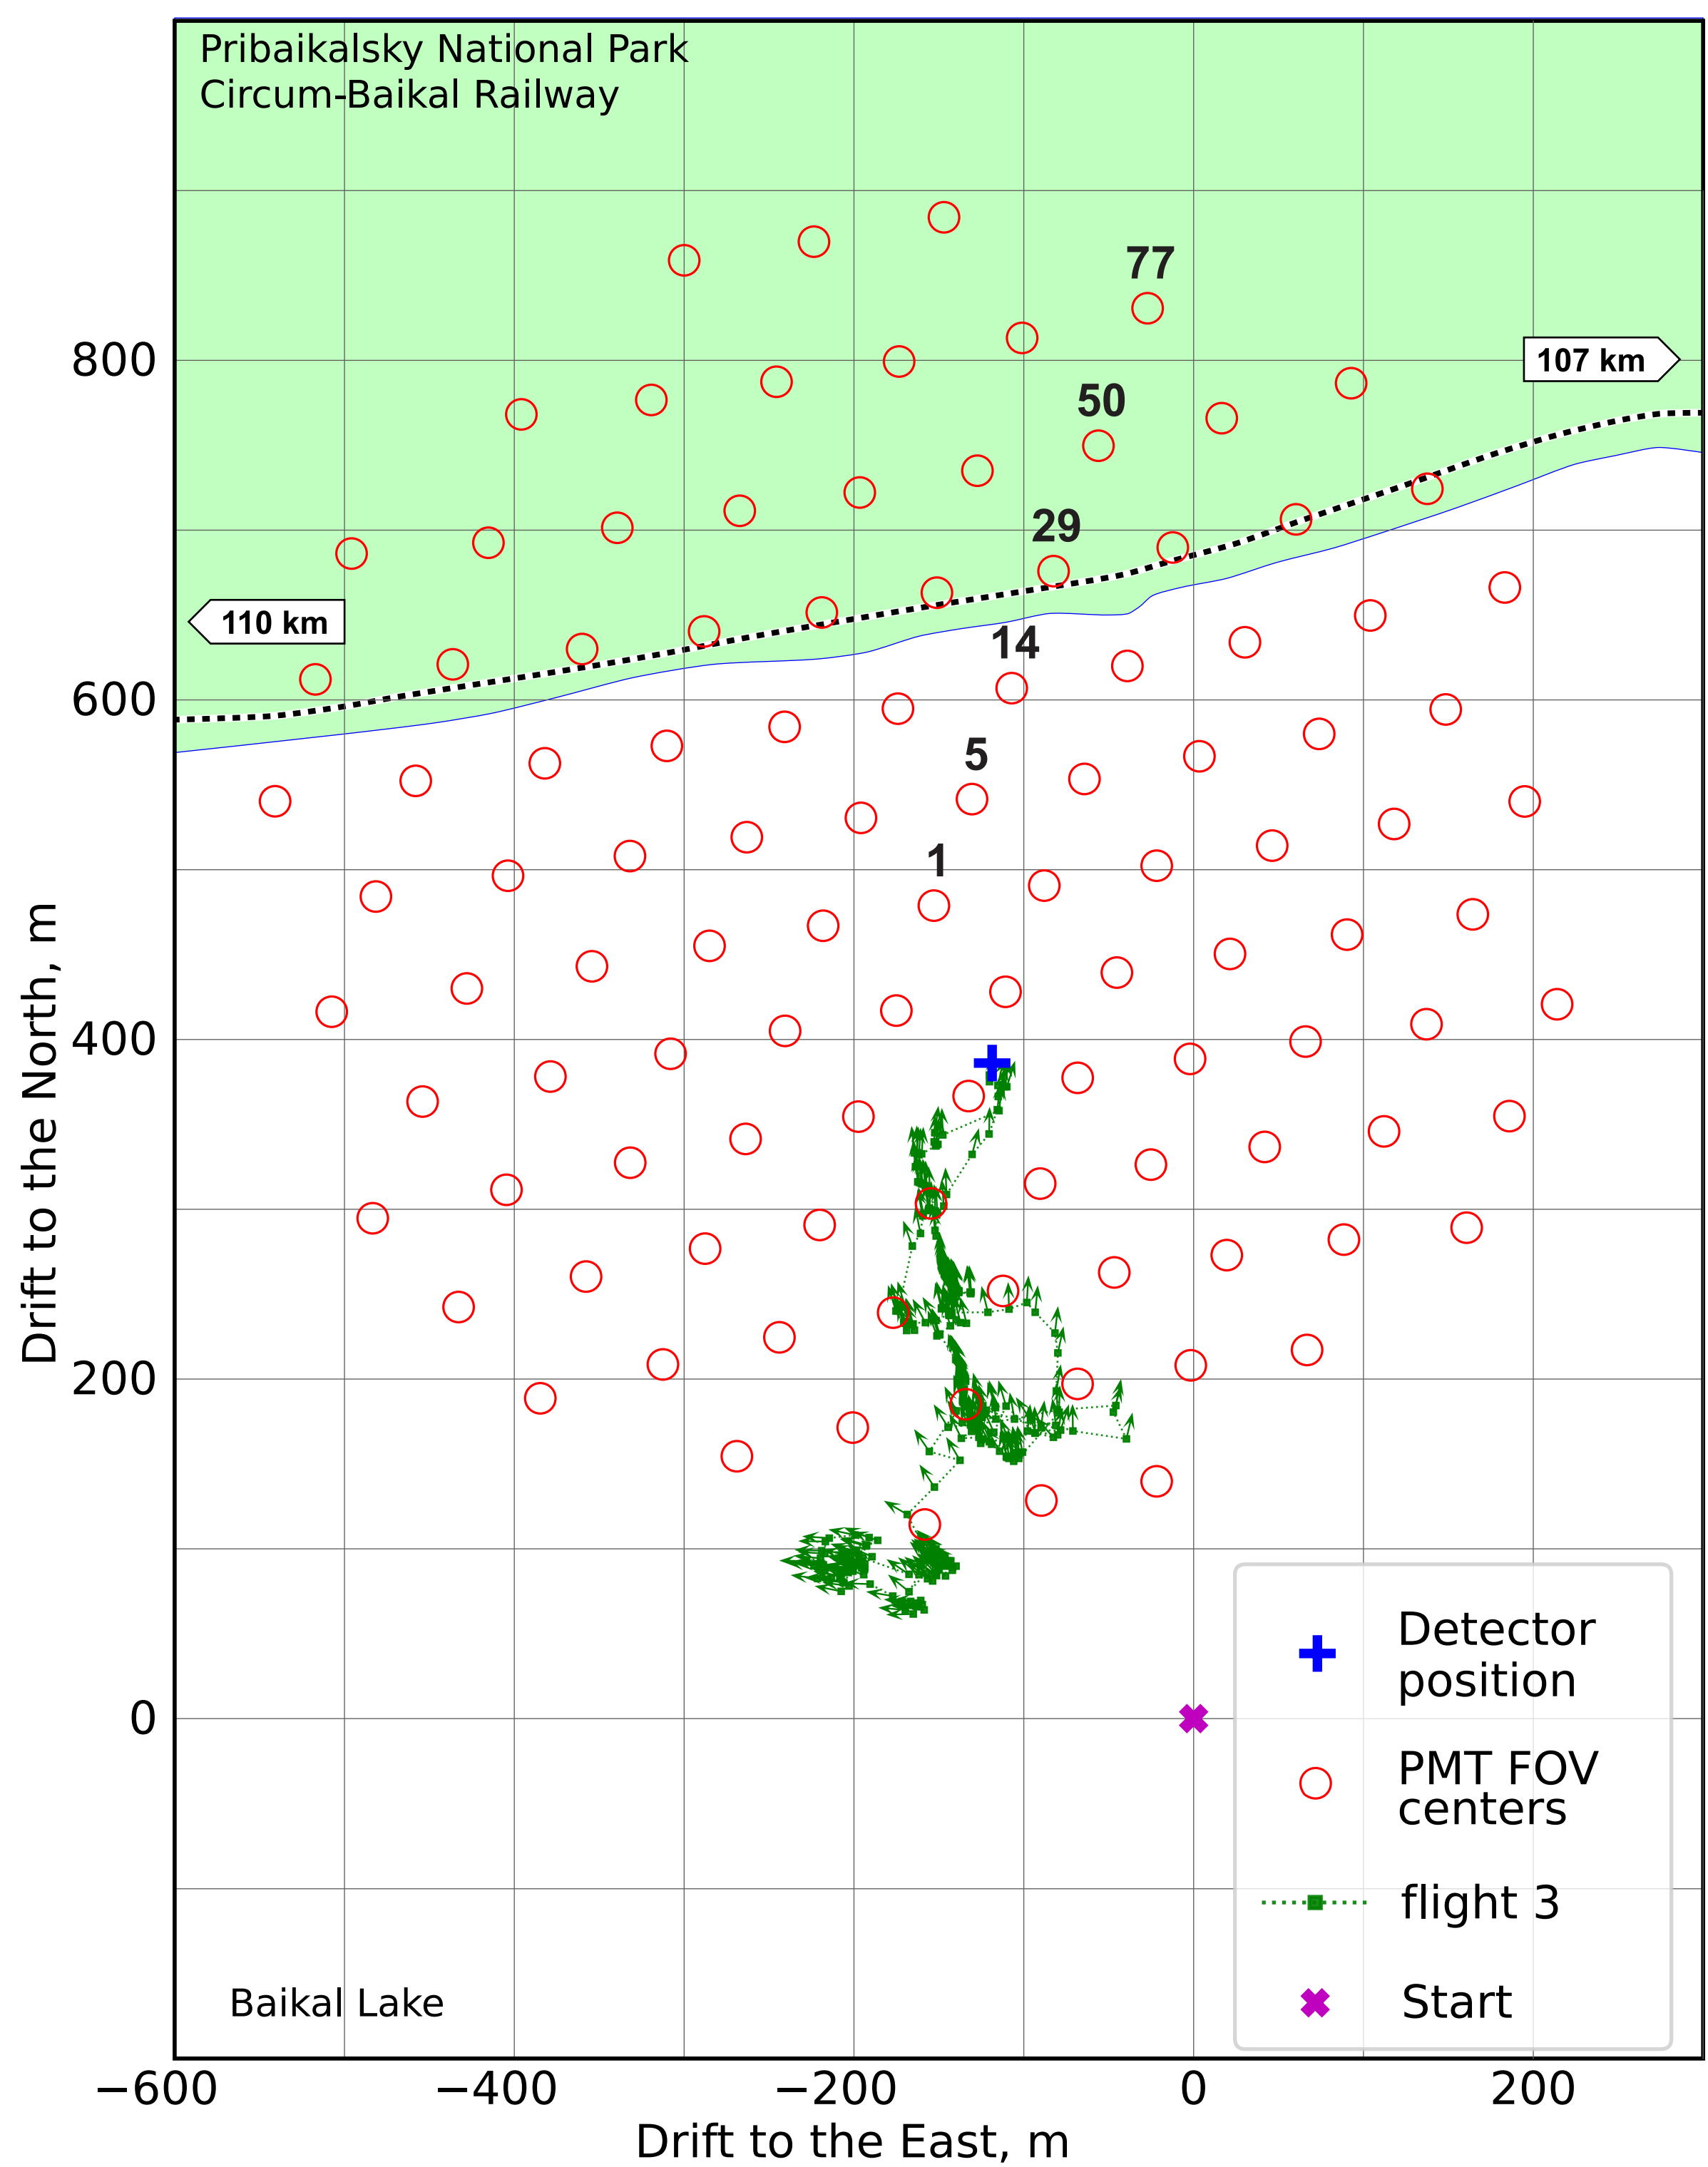 Pribaikalsky National Park
Circum-Baikal Railway
77
107 km
800
50
29
110 km
14
600
5
1
400
200
0
Detector
position
PMT FOV
centers
flight 3
Start
Baikal Lake
Drift to the North, m
−600
−400
−200
0
200
Drift to the East, m